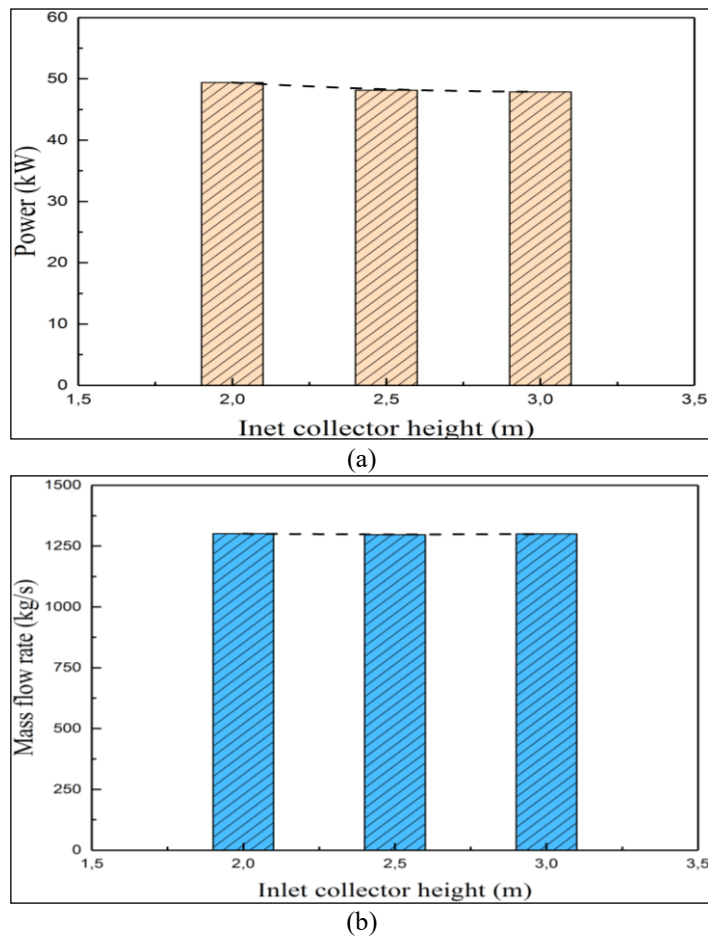 60
50
40
30
20
10
0
Power (kW)
1,5 2,0 2,5 3,0 3,5
Inet collector height (m)
(a)
1500
1250
1000
750
500
250
0
Mass flow rate (kg/s)
1,5 2,0 2,5 3,0 3,5
Inlet collector height (m)
(b)